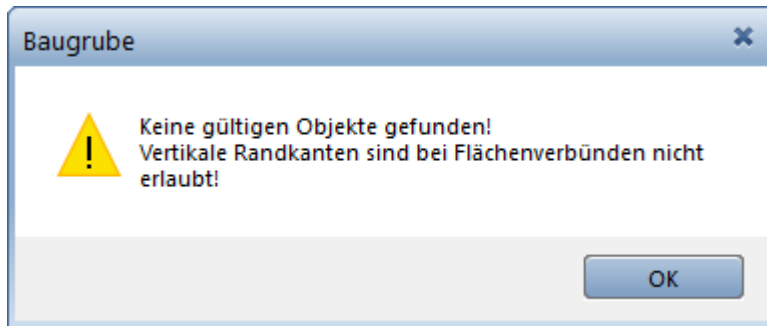 Baugrube
Keine gültigen Objekte gefunden!
Vertikale Randkanten sind bei Flächenverbünden nicht
erlaubt!
OK